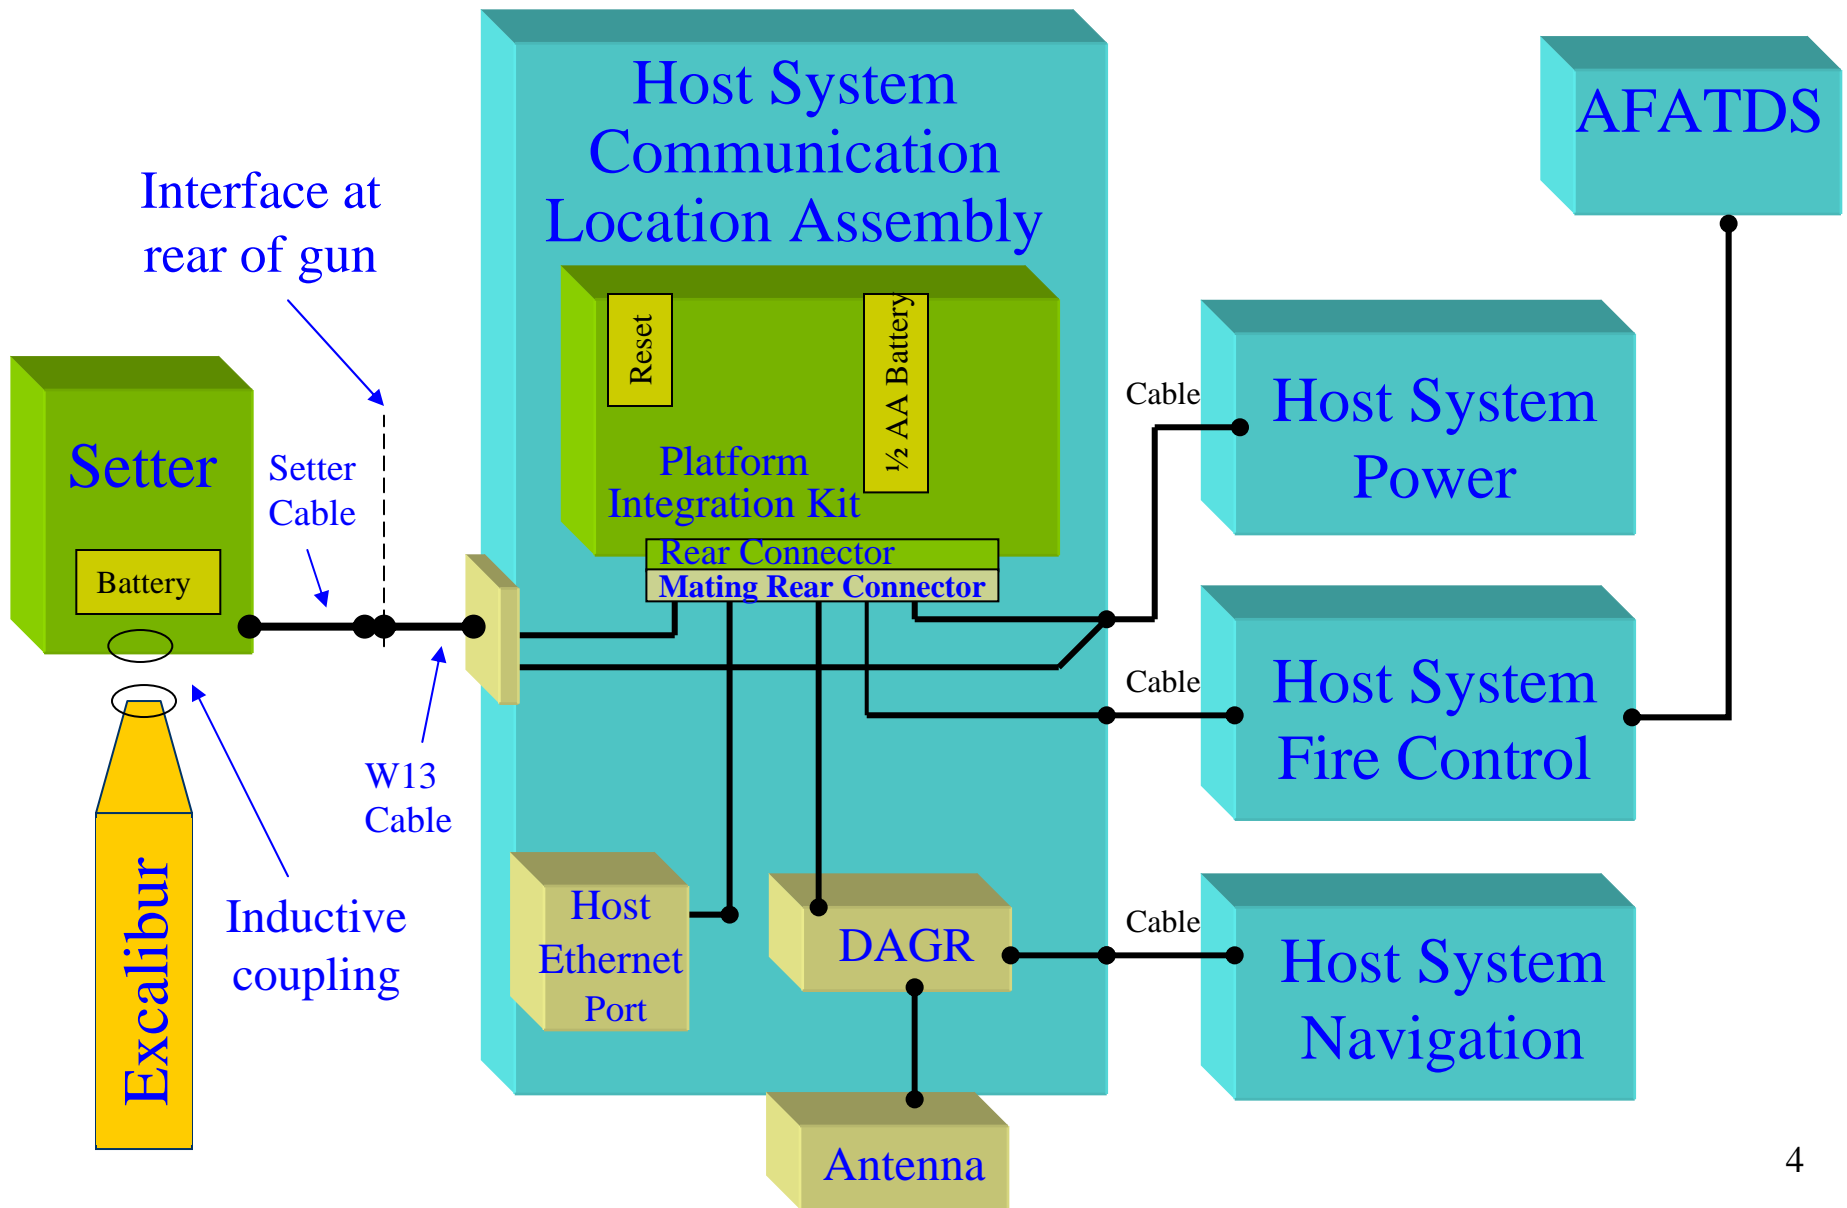 Host System
Communication
Location Assembly
AFATDS
Interface at
rear of gun
Reset
½ AA Battery
Platform
Integration Kit
Rear Connector
Mating Rear Connector
Setter
Battery
Setter
Cable
W13
Cable
Inductive
coupling
Excalibur
Cable
Host System
Power
Cable
Host System
Fire Control
Host
Ethernet
Port
DAGR
Cable
Host System
Navigation
Antenna
4